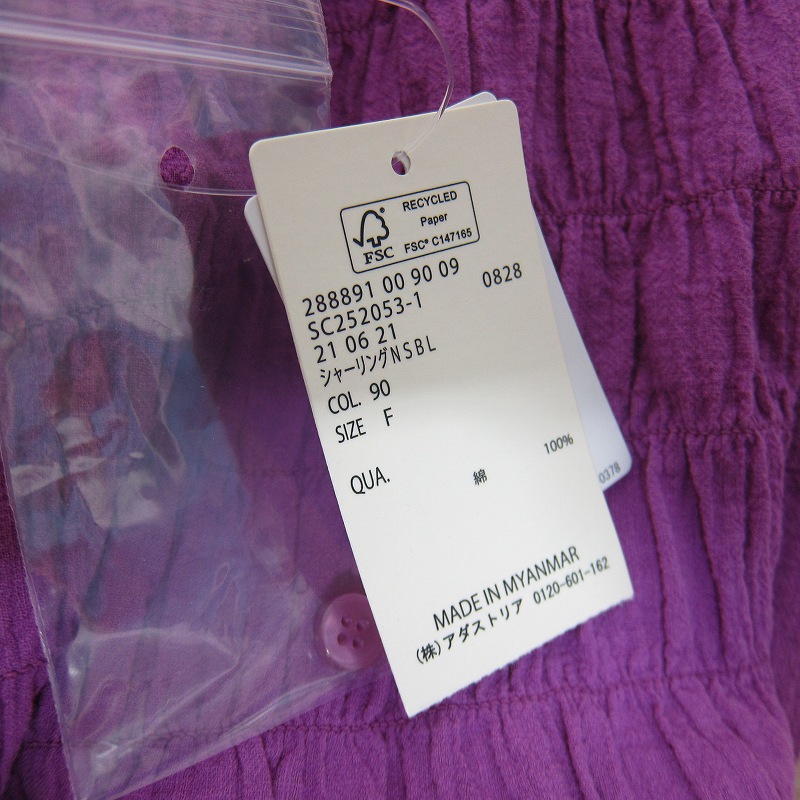 RECYCLED
Paper
FSC® C147165
FSC
288891 00 90 09
0828
SC252053-1
21 06 21
シャーリングNSBL
COL. 90
SIZE F
QUA. 綿 100%
0378
MADE IN MYANMAR
(株)アダストリア 0120-601-162